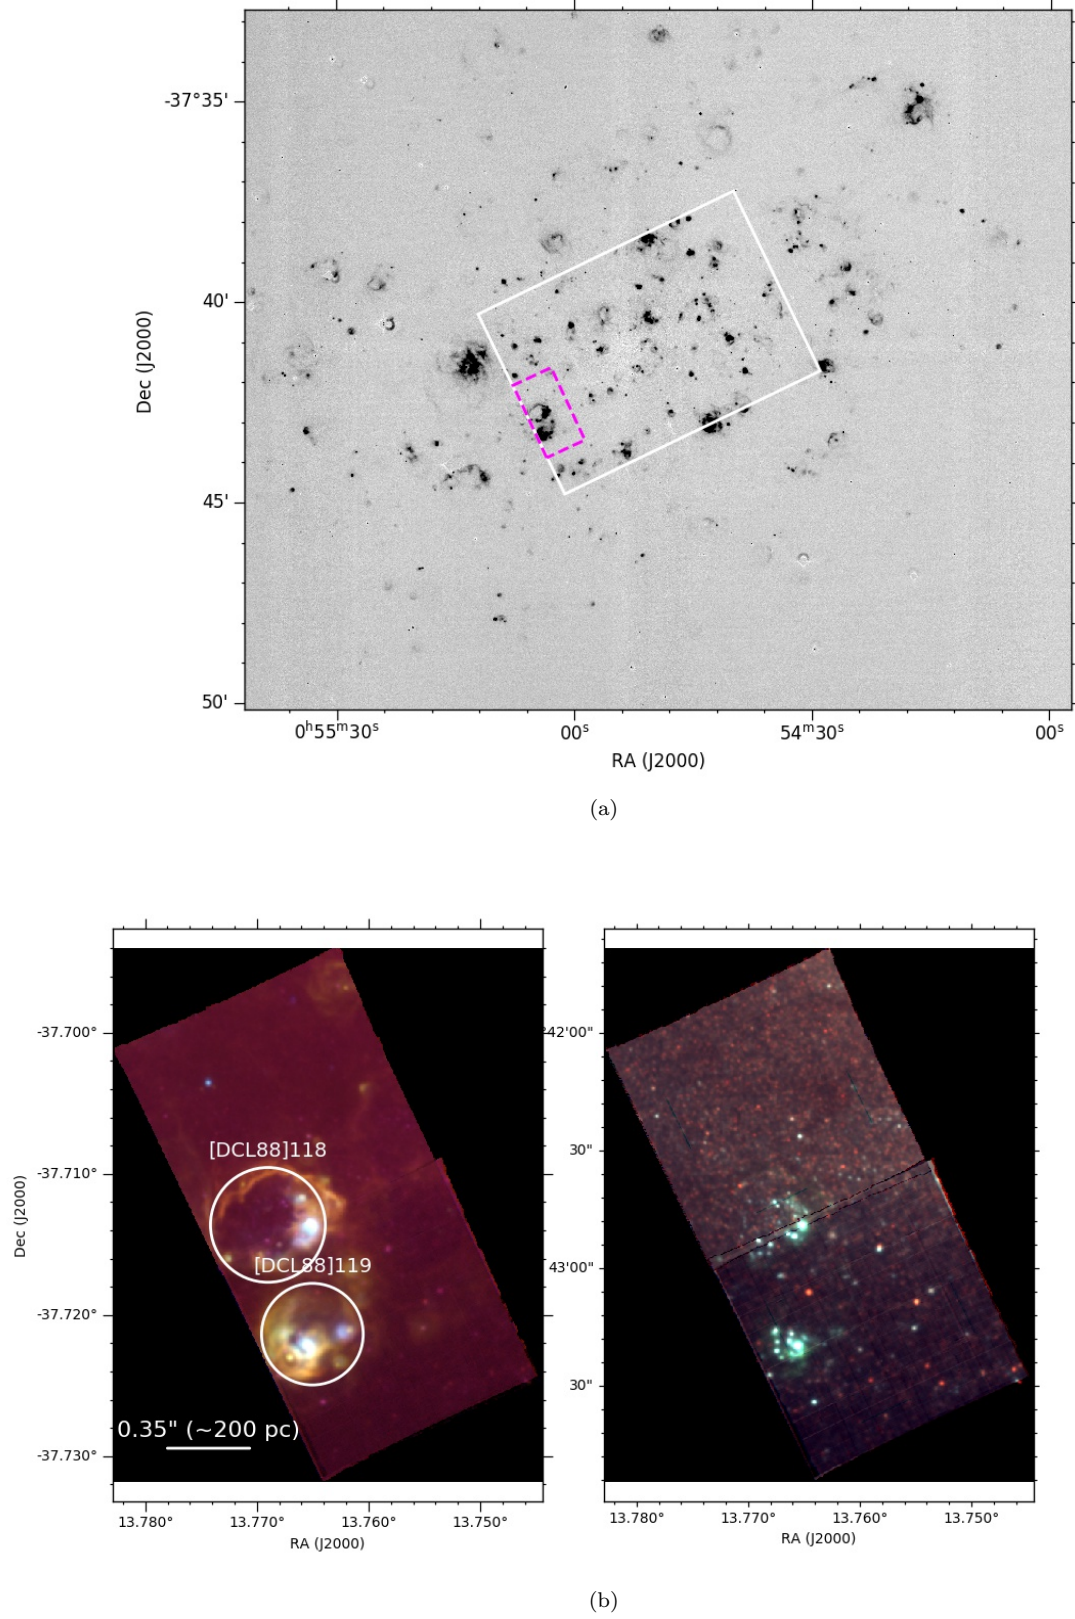 -37°35'
40'
45'
50'
Dec (J2000)
0ʰ55ᵐ30ˢ
00ˢ
54ᵐ30ˢ
00ˢ
RA (J2000)
(a)
-37.700°
-37.710°
-37.720°
-37.730°
Dec (J2000)
[DCL88]118
[DCL88]119
0.35" (~200 pc)
13.780°
13.770°
13.760°
13.750°
RA (J2000)
°42'00"
30"
43'00"
30"
13.780°
13.770°
13.760°
13.750°
RA (J2000)
(b)